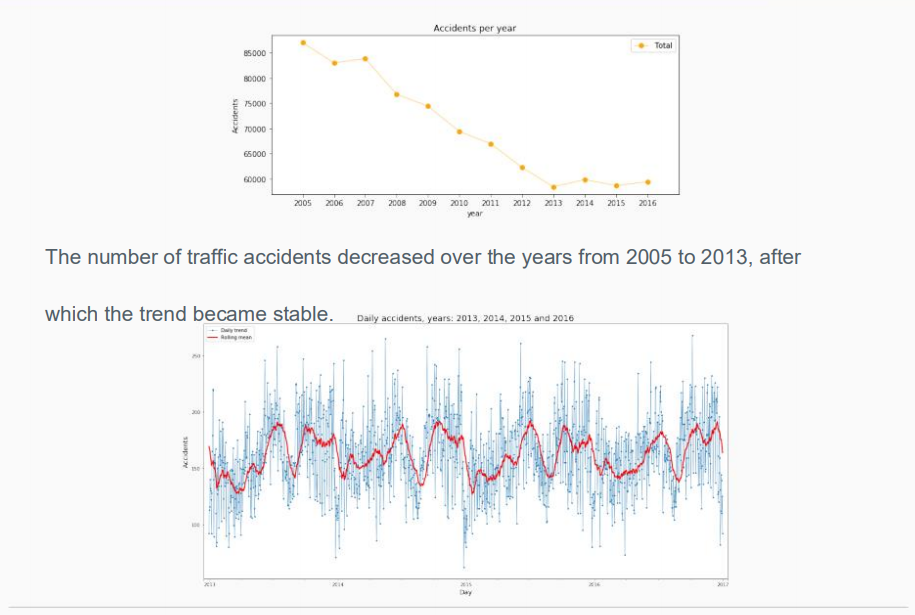 Accidents per year
Total
85000
80000
75000
70000
65000
60000
Accidents
2005 2006 2007 2008 2009 2010 2011 2012 2013 2014 2015 2016
year
The number of traffic accidents decreased over the years from 2005 to 2013, after
which the trend became stable.
Daily accidents, years: 2013, 2014, 2015 and 2016
Daily trend
Rolling mean
250
200
150
100
Accidents
2013 2014 2015 2016 2017
Day